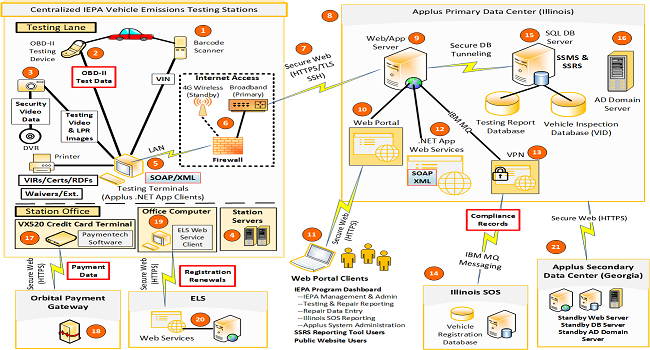 Centralized IEPA Vehicle Emissions Testing Stations
Testing Lane
1
Barcode
Scanner
OBD-II
Testing
Device
2
OBD-II
Test Data
VIN
3
Security
Video
Data
Testing
Video
& LPR
Images
DVR
Printer
VIRs/Certs/RDFs
Waivers/Ext.
Internet Access
4G Wireless
(Standby)
Broadband
(Primary)
6
Firewall
LAN
5
SOAP/XML
Testing Terminals
(Applus .NET App Clients)
Station Office
VX520 Credit Card Terminal
17
Paymentech
Software
Office Computer
19
ELS Web
Service
Client
Station
Servers
4
Secure Web
(HTTPS)
Payment
Data
Secure Web
(HTTPS)
Registration
Renewals
Orbital Payment
Gateway
18
ELS
20
Web Services
7
Secure Web
(HTTPS/TLS
SSH)
8
Applus Primary Data Center (Illinois)
Web/App
Server
9
Secure DB
Tunneling
15
SQL DB
Server
SSMS &
SSRS
16
AD Domain
Server
Testing Report
Database
Vehicle Inspection
Database (VID)
10
Web Portal
12
.NET App
Web Services
SOAP
XML
IBM MQ
13
VPN
Secure Web
(HTTPS)
11
Web Portal Clients
IEPA Program Dashboard
--IEPA Management & Admin
--Testing & Repair Reporting
--Repair Data Entry
--Illinois SOS Reporting
--Applus System Administration
SSRS Reporting Tool Users
Public Website Users
Compliance
Records
IBM MQ
Messaging
14
Illinois SOS
Vehicle
Registration
Database
Secure Web (HTTPS)
21
Applus Secondary
Data Center (Georgia)
Standby Web Server
Standby DB Server
Standby AD Domain
Server